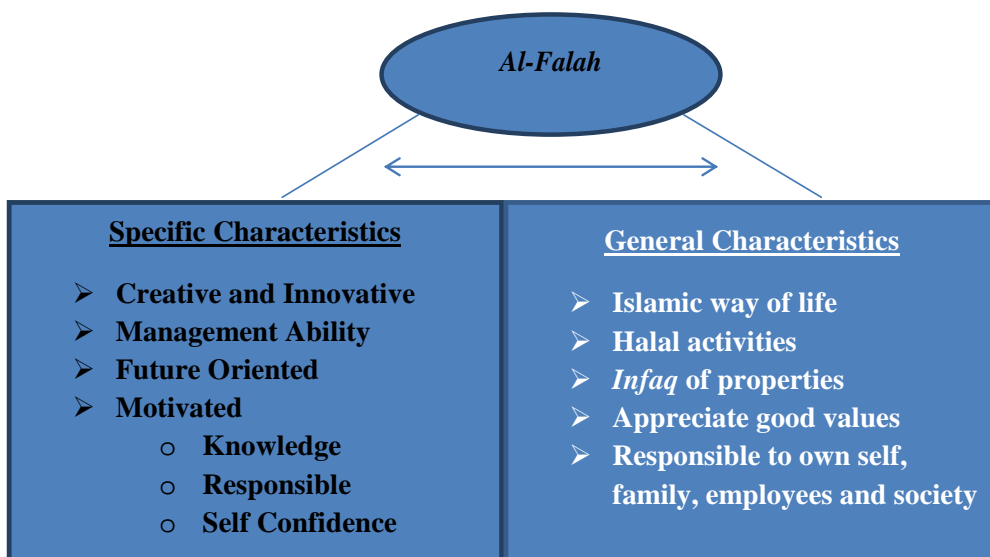 Al-Falah
Specific Characteristics
➢ Creative and Innovative
➢ Management Ability
➢ Future Oriented
➢ Motivated
o Knowledge
o Responsible
o Self Confidence
General Characteristics
➢ Islamic way of life
➢ Halal activities
➢ Infaq of properties
➢ Appreciate good values
➢ Responsible to own self,
family, employees and society